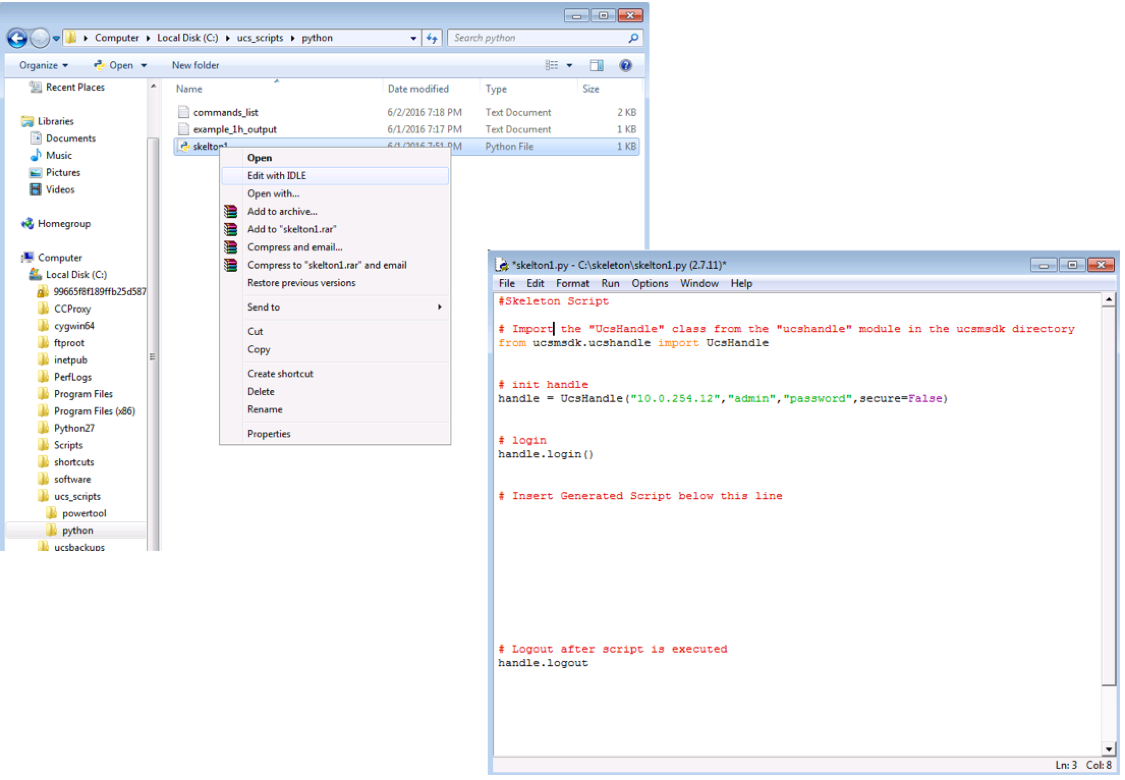 Computer ▸ Local Disk (C:) ▸ ucs_scripts ▸ python
Search python
Organize
Open
New folder
Recent Places
Libraries
Documents
Music
Pictures
Videos
Homegroup
Computer
Local Disk (C:)
99665f8f189ffb25d587
CCProxy
cygwin64
ftproot
inetpub
PerfLogs
Program Files
Program Files (x86)
Python27
Scripts
shortcuts
software
ucs_scripts
powertool
python
ucsbackups
Name Date modified Type Size
commands_list 6/2/2016 7:18 PM Text Document 2 KB
example_1h_output 6/1/2016 7:17 PM Text Document 1 KB
skelton1 6/1/2016 7:51 PM Python File 1 KB
Open
Edit with IDLE
Open with...
Add to archive...
Add to "skelton1.rar"
Compress and email...
Compress to "skelton1.rar" and email
Restore previous versions
Send to
Cut
Copy
Create shortcut
Delete
Rename
Properties
*skelton1.py - C:\skeleton\skelton1.py (2.7.11)*
File Edit Format Run Options Window Help
#Skeleton Script
# Import the "UcsHandle" class from the "ucshandle" module in the ucsmsdk directory
from ucsmsdk.ucshandle import UcsHandle
# init handle
handle = UcsHandle("10.0.254.12","admin","password",secure=False)
# login
handle.login()
# Insert Generated Script below this line
# Logout after script is executed
handle.logout
Ln: 3 Col: 8